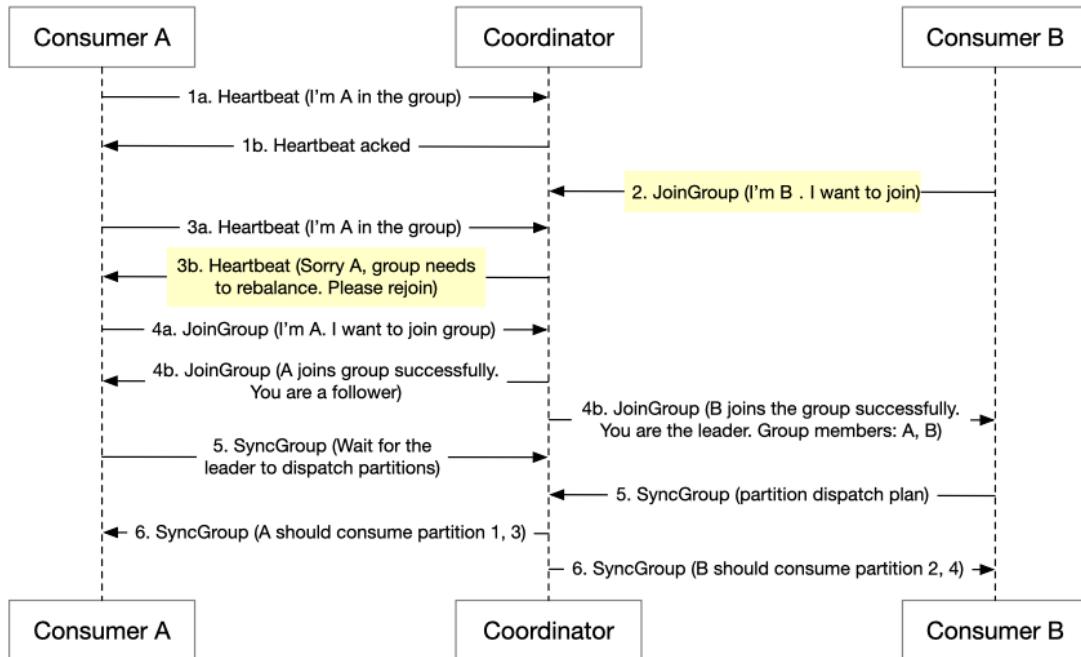 Consumer A
Coordinator
Consumer B
1a. Heartbeat (I'm A in the group)
1b. Heartbeat acked
2. JoinGroup (I'm B . I want to join)
3a. Heartbeat (I'm A in the group)
3b. Heartbeat (Sorry A, group needs
to rebalance. Please rejoin)
4a. JoinGroup (I'm A. I want to join group)
4b. JoinGroup (A joins group successfully.
You are a follower)
4b. JoinGroup (B joins the group successfully.
You are the leader. Group members: A, B)
5. SyncGroup (Wait for the
leader to dispatch partitions)
5. SyncGroup (partition dispatch plan)
6. SyncGroup (A should consume partition 1, 3)
6. SyncGroup (B should consume partition 2, 4)
Consumer A
Coordinator
Consumer B